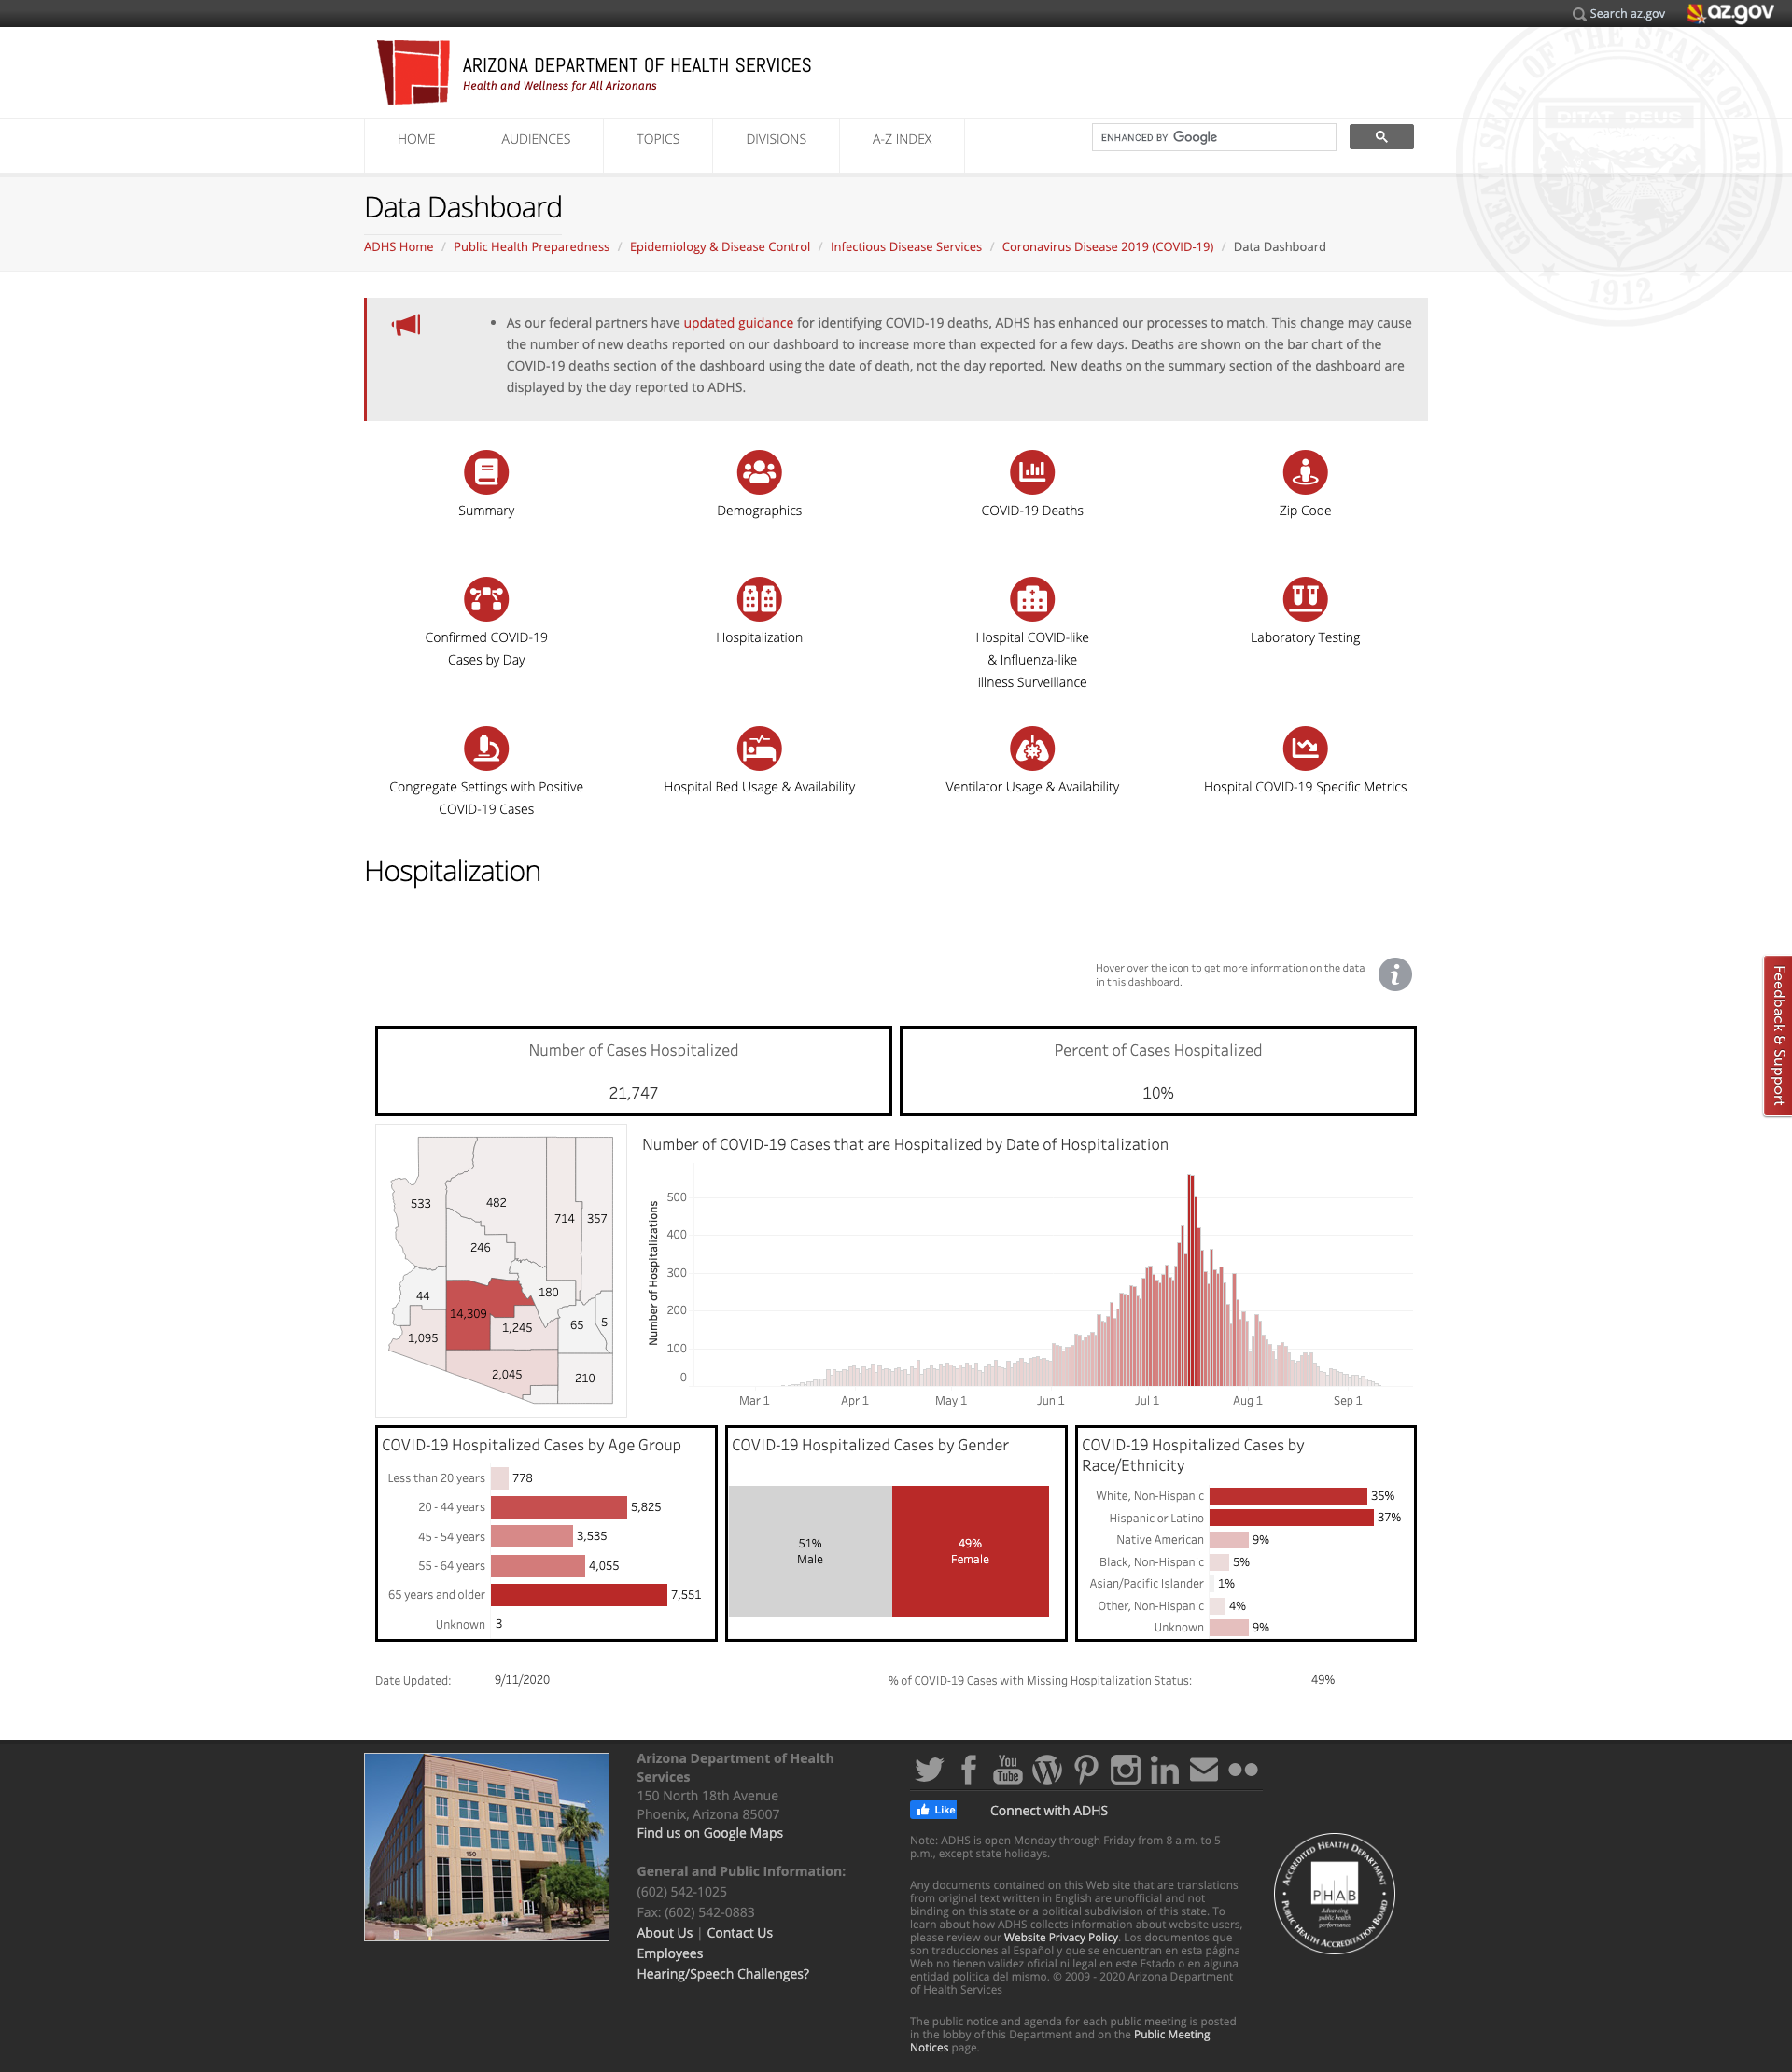 Search az.gov
az.gov
ARIZONA DEPARTMENT OF HEALTH SERVICES
Health and Wellness for All Arizonans
GREAT SEAL OF THE STATE OF ARIZONA
DITAT DEUS
1912
HOME
AUDIENCES
TOPICS
DIVISIONS
A-Z INDEX
ENHANCED BY Google
Data Dashboard
ADHS Home / Public Health Preparedness / Epidemiology & Disease Control / Infectious Disease Services / Coronavirus Disease 2019 (COVID-19) / Data Dashboard
• As our federal partners have updated guidance for identifying COVID-19 deaths, ADHS has enhanced our processes to match. This change may cause
the number of new deaths reported on our dashboard to increase more than expected for a few days. Deaths are shown on the bar chart of the
COVID-19 deaths section of the dashboard using the date of death, not the day reported. New deaths on the summary section of the dashboard are
displayed by the day reported to ADHS.
Summary
Demographics
COVID-19 Deaths
Zip Code
Confirmed COVID-19
Cases by Day
Hospitalization
Hospital COVID-like
& Influenza-like
illness Surveillance
Laboratory Testing
Congregate Settings with Positive
COVID-19 Cases
Hospital Bed Usage & Availability
Ventilator Usage & Availability
Hospital COVID-19 Specific Metrics
Hospitalization
Hover over the icon to get more information on the data
in this dashboard.
i
Feedback & Support
Number of Cases Hospitalized
21,747
Percent of Cases Hospitalized
10%
533
482
714
357
246
44
14,309
180
1,095
1,245
65
5
2,045
210
Number of COVID-19 Cases that are Hospitalized by Date of Hospitalization
Number of Hospitalizations
500
400
300
200
100
0
Mar 1
Apr 1
May 1
Jun 1
Jul 1
Aug 1
Sep 1
COVID-19 Hospitalized Cases by Age Group
Less than 20 years 778
20 - 44 years 5,825
45 - 54 years 3,535
55 - 64 years 4,055
65 years and older 7,551
Unknown 3
COVID-19 Hospitalized Cases by Gender
51%
Male
49%
Female
COVID-19 Hospitalized Cases by
Race/Ethnicity
White, Non-Hispanic 35%
Hispanic or Latino 37%
Native American 9%
Black, Non-Hispanic 5%
Asian/Pacific Islander 1%
Other, Non-Hispanic 4%
Unknown 9%
Date Updated: 9/11/2020
% of COVID-19 Cases with Missing Hospitalization Status: 49%
150
Arizona Department of Health
Services
150 North 18th Avenue
Phoenix, Arizona 85007
Find us on Google Maps
General and Public Information:
(602) 542-1025
Fax: (602) 542-0883
About Us | Contact Us
Employees
Hearing/Speech Challenges?
You
Tube
in
Like
Connect with ADHS
Note: ADHS is open Monday through Friday from 8 a.m. to 5
p.m., except state holidays.
Any documents contained on this Web site that are translations
from original text written in English are unofficial and not
binding on this state or a political subdivision of this state. To
learn about how ADHS collects information about website users,
please review our Website Privacy Policy. Los documentos que
son traducciones al Español y que se encuentran en esta página
Web no tienen validez oficial ni legal en este Estado o en alguna
entidad politica del mismo. © 2009 - 2020 Arizona Department
of Health Services
The public notice and agenda for each public meeting is posted
in the lobby of this Department and on the Public Meeting
Notices page.
ACCREDITED HEALTH DEPARTMENT
PHAB
Advancing
public health
performance
PUBLIC HEALTH ACCREDITATION BOARD